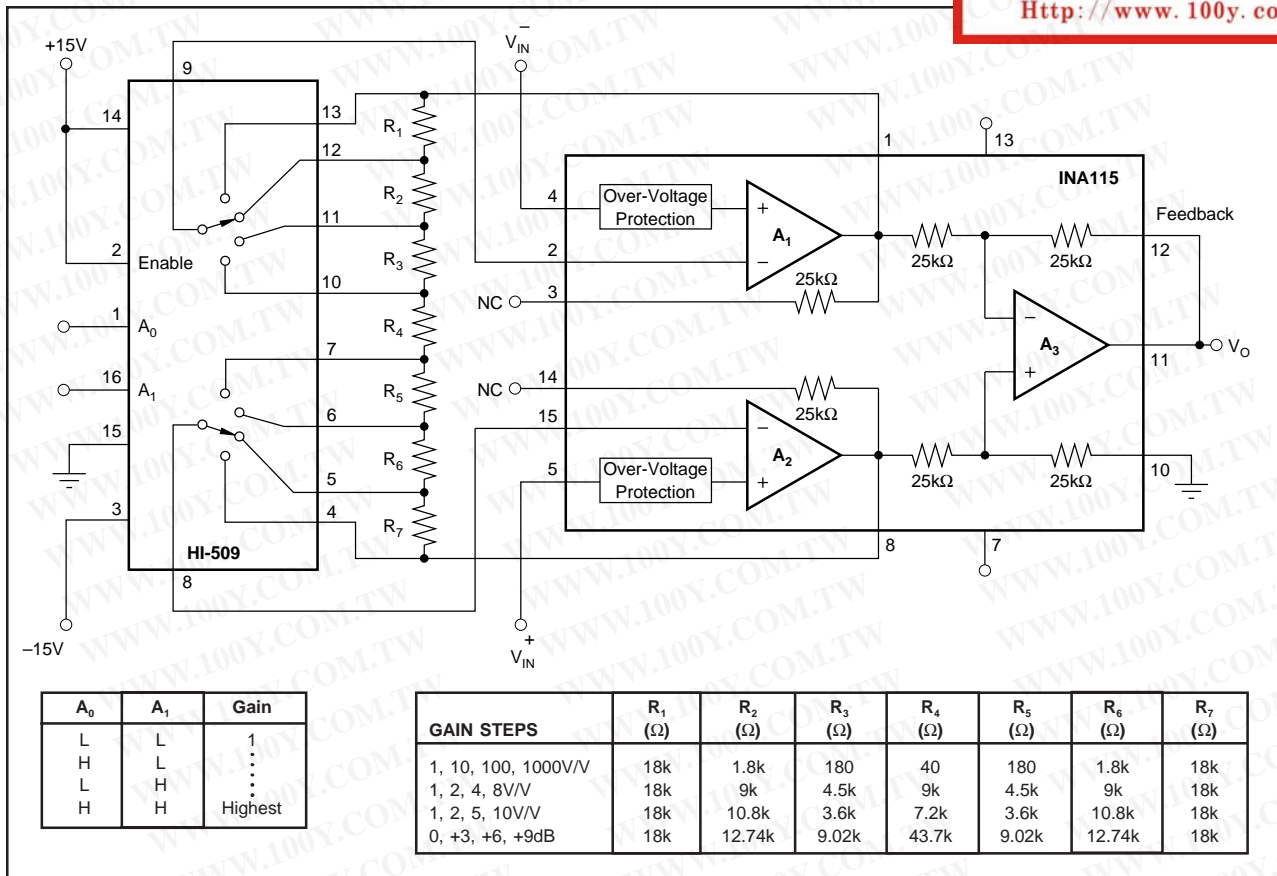 Http://www. 100y. co
+15V
9
V_IN^–
14
13
R₁
1
13
12
INA115
4
Over-Voltage
Protection
+
A₁
–
Feedback
R₂
11
12
2
Enable
2
25kΩ
25kΩ
R₃
10
3
NC
25kΩ
1
A₀
R₄
–
A₃
+
7
11
V_O
16
A₁
NC
14
25kΩ
R₅
15
6
15
–
A₂
+
R₆
5
Over-Voltage
Protection
25kΩ
25kΩ
10
5
3
4
R₇
HI-509
8
8
7
–15V
V_IN^+
A₀ A₁ Gain
L L 1
H L ⋮
L H ⋮
H H Highest
GAIN STEPS R₁ (Ω) R₂ (Ω) R₃ (Ω) R₄ (Ω) R₅ (Ω) R₆ (Ω) R₇ (Ω)
1, 10, 100, 1000V/V 18k 1.8k 180 40 180 1.8k 18k
1, 2, 4, 8V/V 18k 9k 4.5k 9k 4.5k 9k 18k
1, 2, 5, 10V/V 18k 10.8k 3.6k 7.2k 3.6k 10.8k 18k
0, +3, +6, +9dB 18k 12.74k 9.02k 43.7k 9.02k 12.74k 18k
WWW.100Y.COM.TW